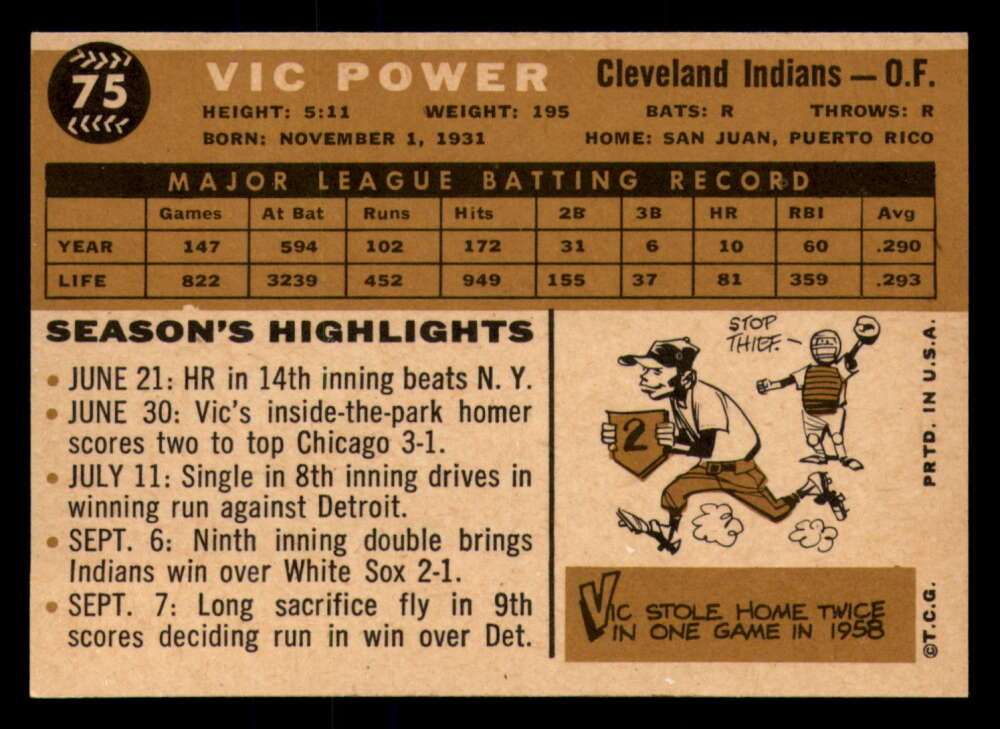 75
VIC POWER
Cleveland Indians — O.F.
HEIGHT: 5:11 WEIGHT: 195 BATS: R THROWS: R
BORN: NOVEMBER 1, 1931 HOME: SAN JUAN, PUERTO RICO
MAJOR LEAGUE BATTING RECORD
Games At Bat Runs Hits 2B 3B HR RBI Avg
YEAR 147 594 102 172 31 6 10 60 .290
LIFE 822 3239 452 949 155 37 81 359 .293
SEASON'S HIGHLIGHTS
• JUNE 21: HR in 14th inning beats N. Y.
• JUNE 30: Vic's inside-the-park homer
scores two to top Chicago 3-1.
• JULY 11: Single in 8th inning drives in
winning run against Detroit.
• SEPT. 6: Ninth inning double brings
Indians win over White Sox 2-1.
• SEPT. 7: Long sacrifice fly in 9th
scores deciding run in win over Det.
STOP
THIEF.
2
VIC STOLE HOME TWICE
IN ONE GAME IN 1958
PRTD. IN U.S.A.
©T.C.G.